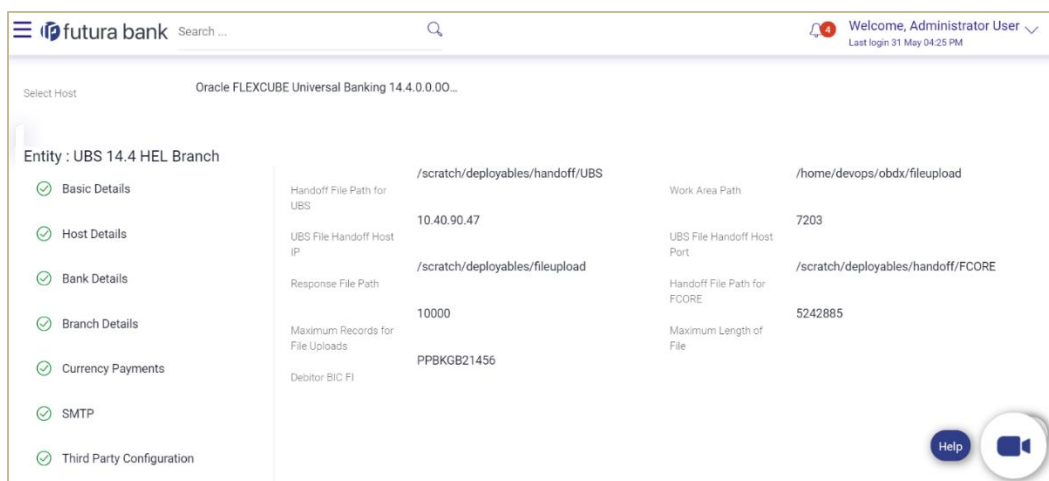 futura bank Search ... 4 Welcome, Administrator User
Last login 31 May 04:25 PM
Select Host Oracle FLEXCUBE Universal Banking 14.4.0.0.0O...
Entity : UBS 14.4 HEL Branch
Basic Details
Host Details
Bank Details
Branch Details
Currency Payments
SMTP
Third Party Configuration
/scratch/deployables/handoff/UBS
Handoff File Path for
UBS
/home/devops/obdx/fileupload
Work Area Path
10.40.90.47
UBS File Handoff Host
IP
7203
UBS File Handoff Host
Port
/scratch/deployables/fileupload
Response File Path
/scratch/deployables/handoff/FCORE
Handoff File Path for
FCORE
10000
Maximum Records for
File Uploads
5242885
Maximum Length of
File
PPBKGB21456
Debitor BIC FI
Help